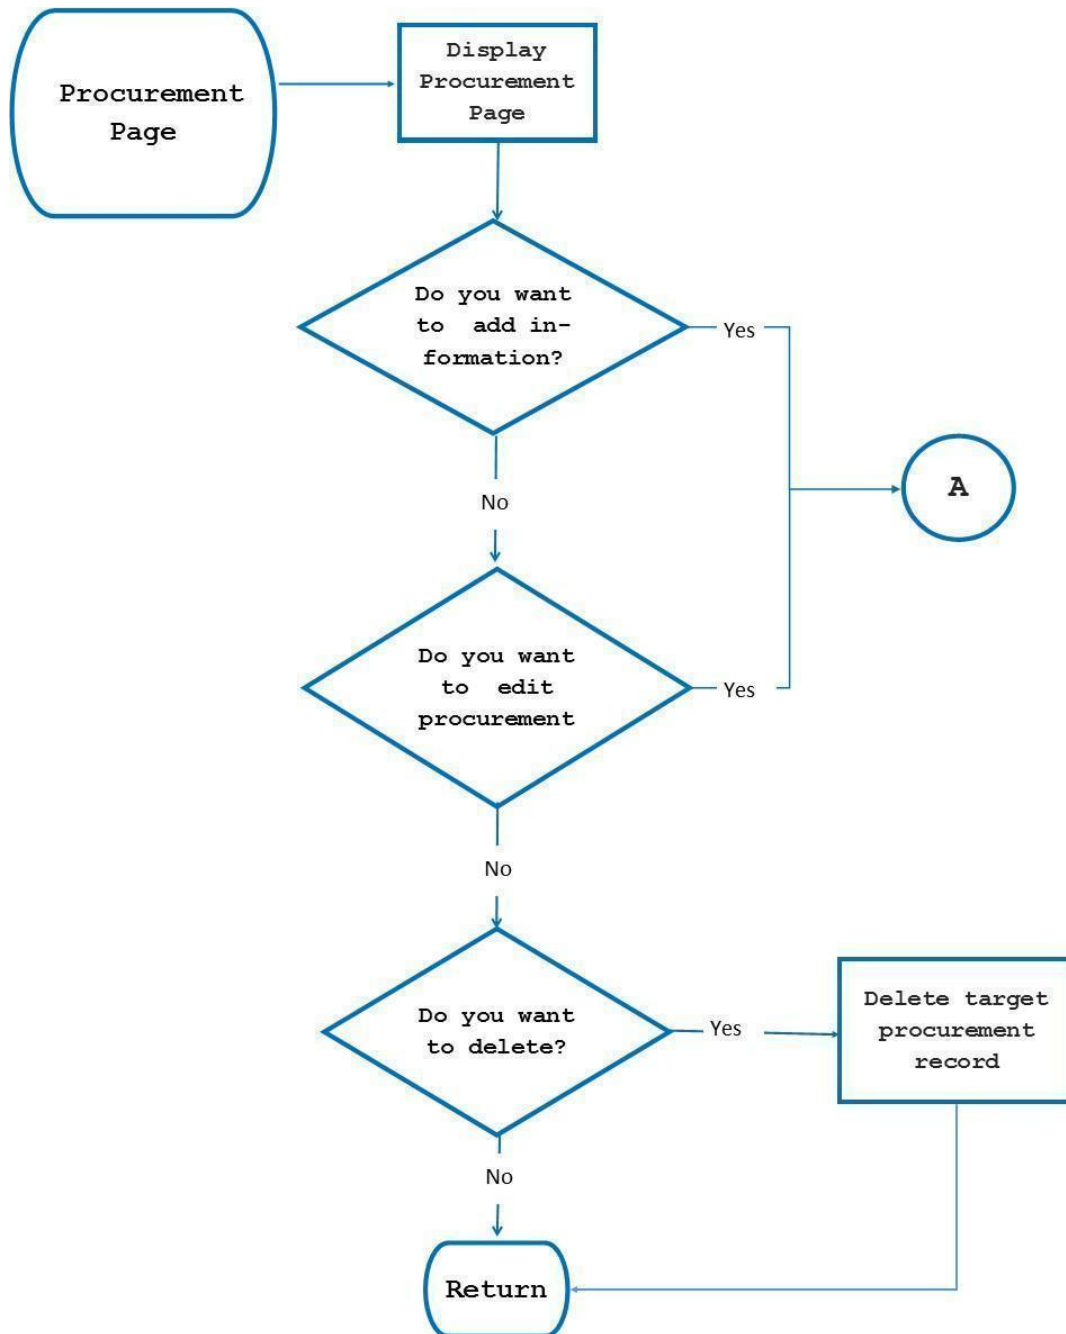 Procurement
Page
Display
Procurement
Page
Do you want
to add in-
formation?
Yes
A
No
Do you want
to edit
procurement
Yes
No
Do you want
to delete?
Yes
Delete target
procurement
record
No
Return